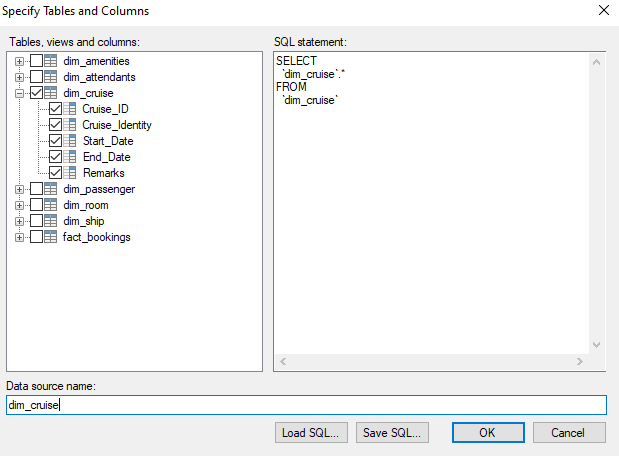 Specify Tables and Columns
Tables, views and columns:
dim_amenities
dim_attendants
dim_cruise
Cruise_ID
Cruise_Identity
Start_Date
End_Date
Remarks
dim_passenger
dim_room
dim_ship
fact_bookings
SQL statement:
SELECT
`dim_cruise`.*
FROM
`dim_cruise`
Data source name:
dim_cruise
Load SQL...
Save SQL...
OK
Cancel